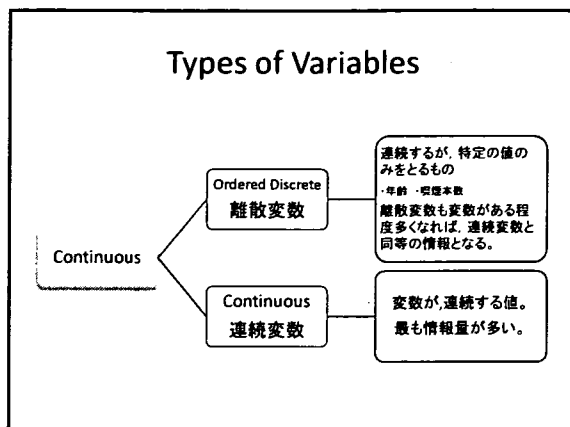 Types of Variables
Continuous
Ordered Discrete
離散変数
連続するが, 特定の値の
みをとるもの
・年齢 ・喫煙本数
離散変数も変数がある程
度多くなれば, 連続変数と
同等の情報となる。
Continuous
連続変数
変数が,連続する値。
最も情報量が多い。